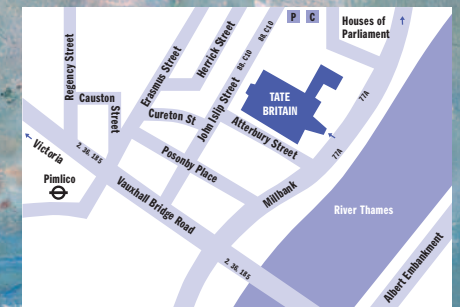 P C
Houses of
Parliament
Regency Street
Erasmus Street
Herrick Street
88, C10
88, C10
Causton
Street
Cureton St
John Islip Street
TATE
BRITAIN
77A
Atterbury Street
77A
Victoria
2, 36, 185
Posonby Place
Pimlico
Vauxhall Bridge Road
Millbank
River Thames
2, 36, 185
Albert Embankment